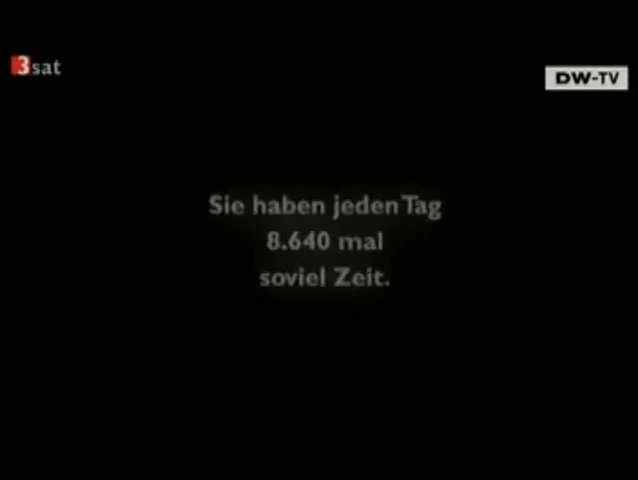 3sat
DW-TV
Sie haben jeden Tag
8.640 mal
soviel Zeit.